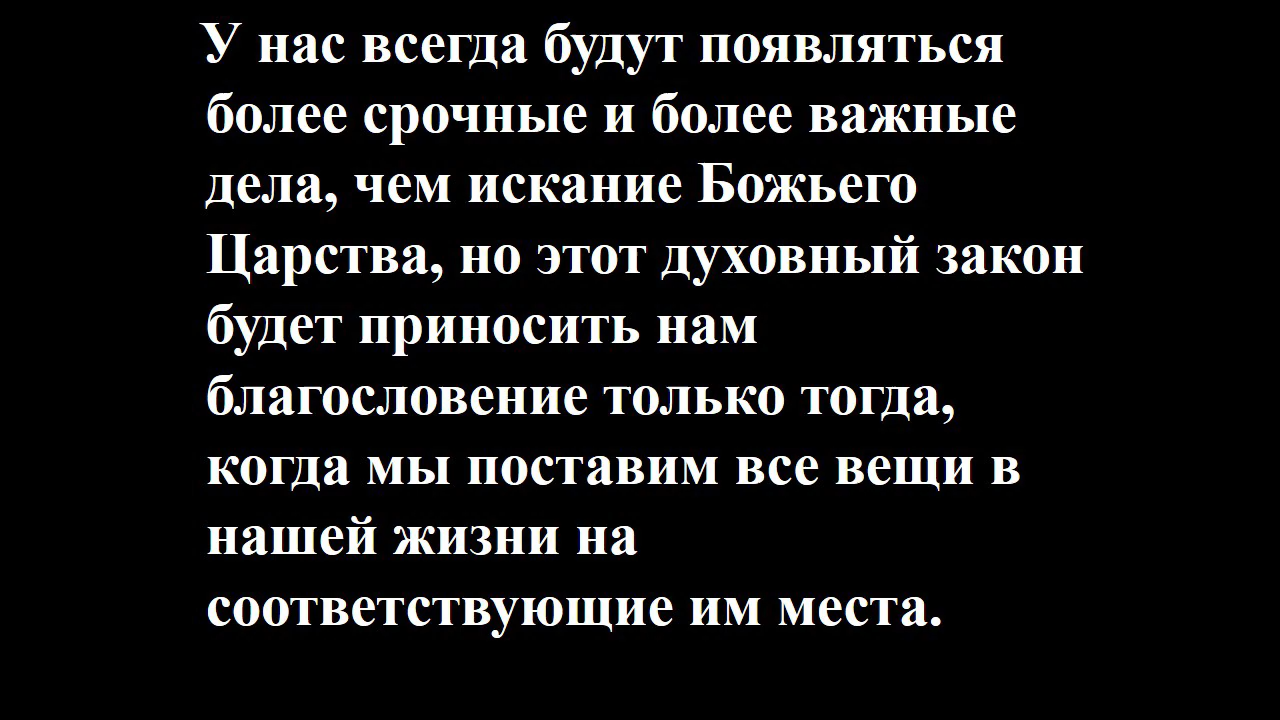 У нас всегда будут появляться
более срочные и более важные
дела, чем искание Божьего
Царства, но этот духовный закон
будет приносить нам
благословение только тогда,
когда мы поставим все вещи в
нашей жизни на
соответствующие им места.